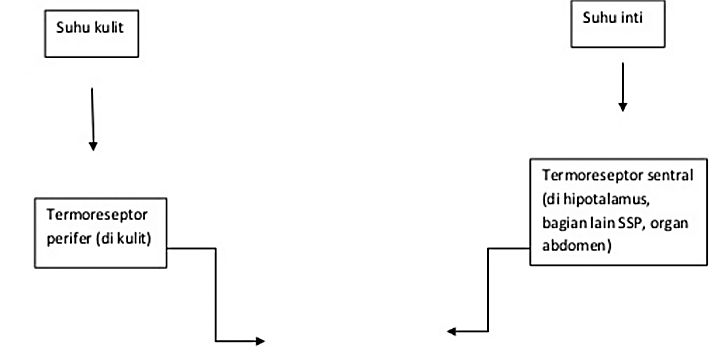 Suhu kulit
Suhu inti
Termoreseptor
perifer (di kulit)
Termoreseptor sentral
(di hipotalamus,
bagian lain SSP, organ
abdomen)